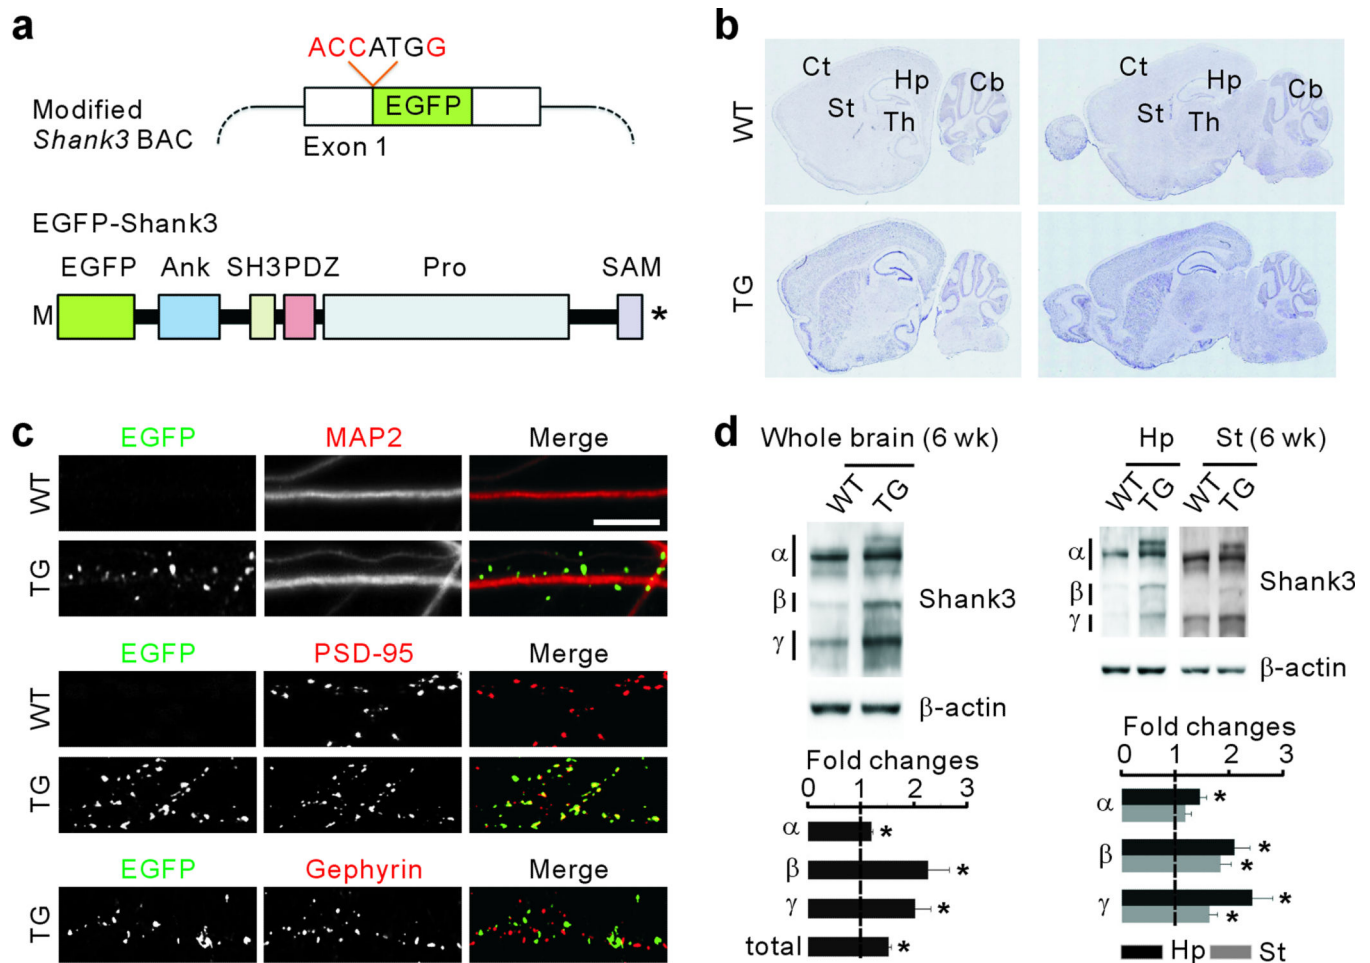 a
ACCATGG
Modified
Shank3 BAC
EGFP
Exon 1
EGFP-Shank3
EGFP Ank SH3 PDZ Pro SAM
M *
b
WT
Ct Hp Cb
St Th
Ct Hp Cb
St Th
TG
c
EGFP MAP2 Merge
WT
TG
EGFP PSD-95 Merge
WT
TG
EGFP Gephyrin Merge
TG
d
Whole brain (6 wk)
WT TG
α
β
γ
Shank3
β-actin
Fold changes
0 1 2 3
α *
β *
γ *
total *
Hp St (6 wk)
WT TG WT TG
α
β
γ
Shank3
β-actin
Fold changes
0 1 2 3
α *
β *
*
γ *
*
Hp St